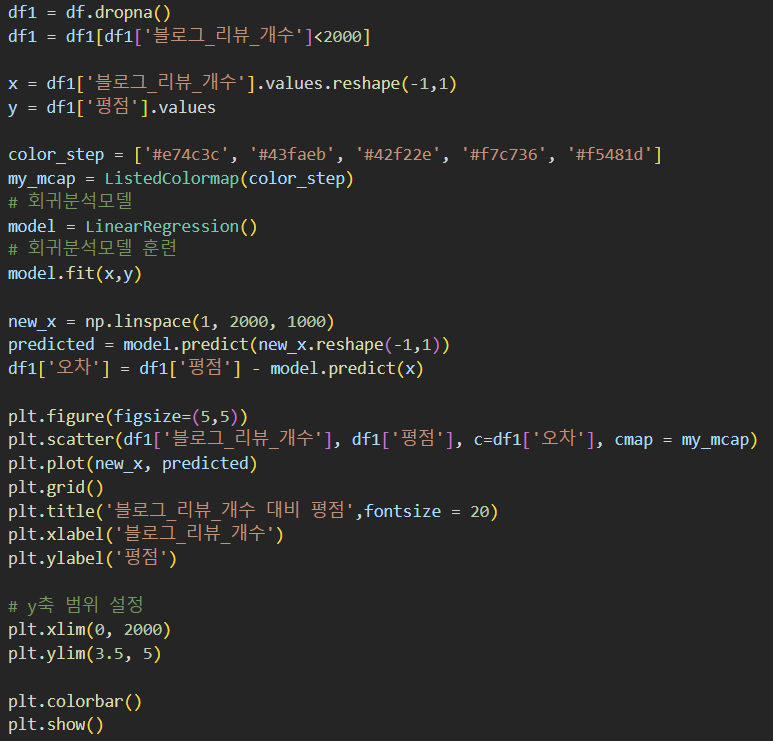 df1 = df.dropna()
df1 = df1[df1['블로그_리뷰_개수']<2000]
x = df1['블로그_리뷰_개수'].values.reshape(-1,1)
y = df1['평점'].values
color_step = ['#e74c3c', '#43faeb', '#42f22e', '#f7c736', '#f5481d']
my_mcap = ListedColormap(color_step)
# 회귀분석모델
model = LinearRegression()
# 회귀분석모델 훈련
model.fit(x,y)
new_x = np.linspace(1, 2000, 1000)
predicted = model.predict(new_x.reshape(-1,1))
df1['오차'] = df1['평점'] - model.predict(x)
plt.figure(figsize=(5,5))
plt.scatter(df1['블로그_리뷰_개수'], df1['평점'], c=df1['오차'], cmap = my_mcap)
plt.plot(new_x, predicted)
plt.grid()
plt.title('블로그_리뷰_개수 대비 평점',fontsize = 20)
plt.xlabel('블로그_리뷰_개수')
plt.ylabel('평점')
# y축 범위 설정
plt.xlim(0, 2000)
plt.ylim(3.5, 5)
plt.colorbar()
plt.show()